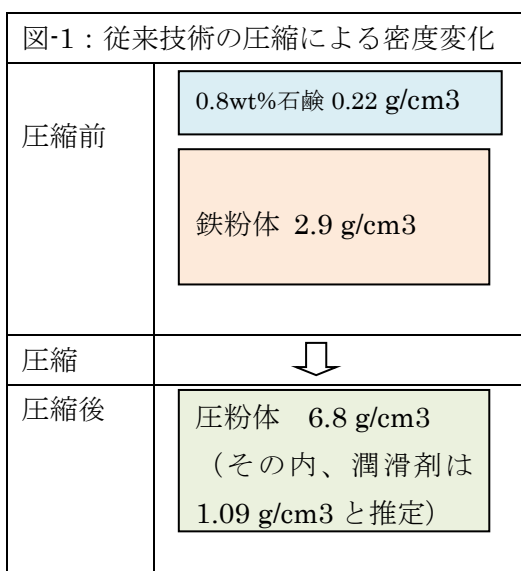 図-1：従来技術の圧縮による密度変化
圧縮前
0.8wt%石鹸 0.22 g/cm3
鉄粉体 2.9 g/cm3
圧縮
圧縮後
圧粉体 6.8 g/cm3
（その内、潤滑剤は
1.09 g/cm3 と推定）